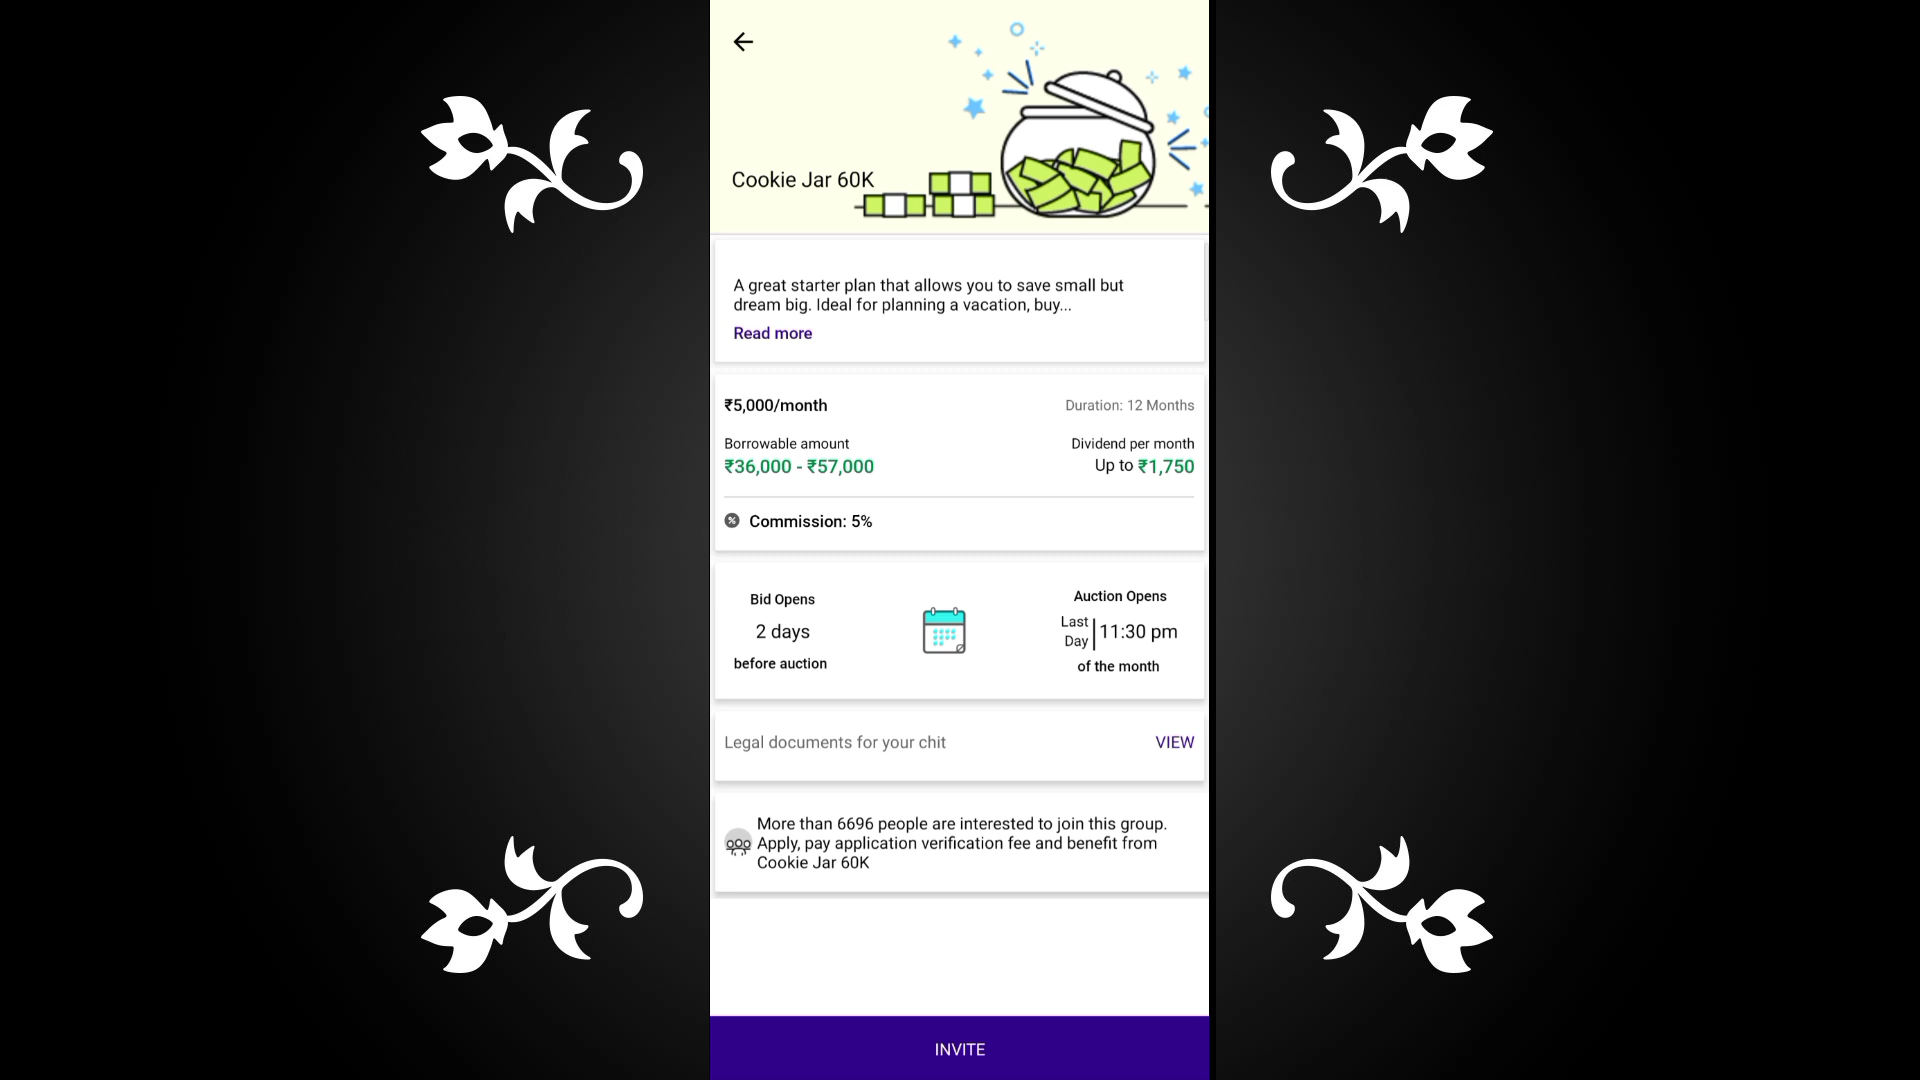 Cookie Jar 60K
A great starter plan that allows you to save small but
dream big. Ideal for planning a vacation, buy...
Read more
₹5,000/month
Duration: 12 Months
Borrowable amount
₹36,000 - ₹57,000
Dividend per month
Up to ₹1,750
Commission: 5%
Bid Opens
2 days
before auction
Auction Opens
Last
Day
11:30 pm
of the month
Legal documents for your chit
VIEW
More than 6696 people are interested to join this group.
Apply, pay application verification fee and benefit from
Cookie Jar 60K
INVITE